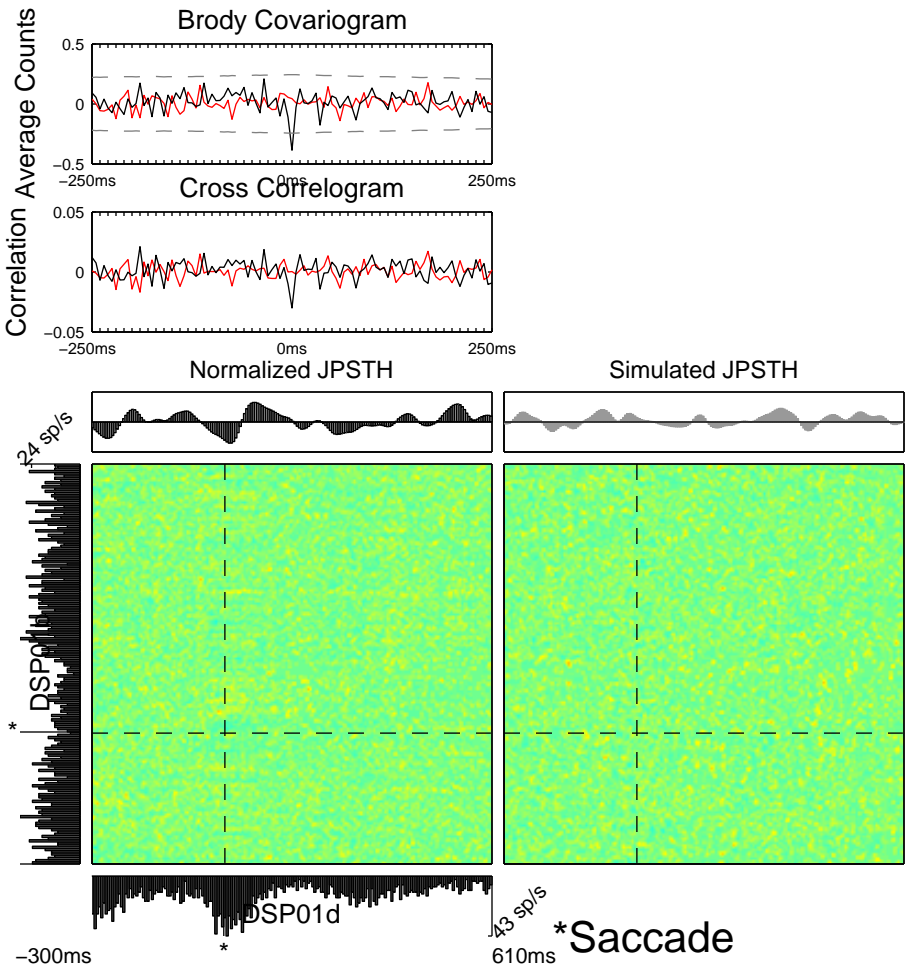 Brody Covariogram
Average Counts
0.5
0
−0.5
−250ms
0ms
250ms
Cross Correlogram
Correlation
0.05
0
−0.05
−250ms
0ms
250ms
Normalized JPSTH
Simulated JPSTH
24 sp/s
*
DSP01d
43 sp/s
*
−300ms
610ms
*Saccade